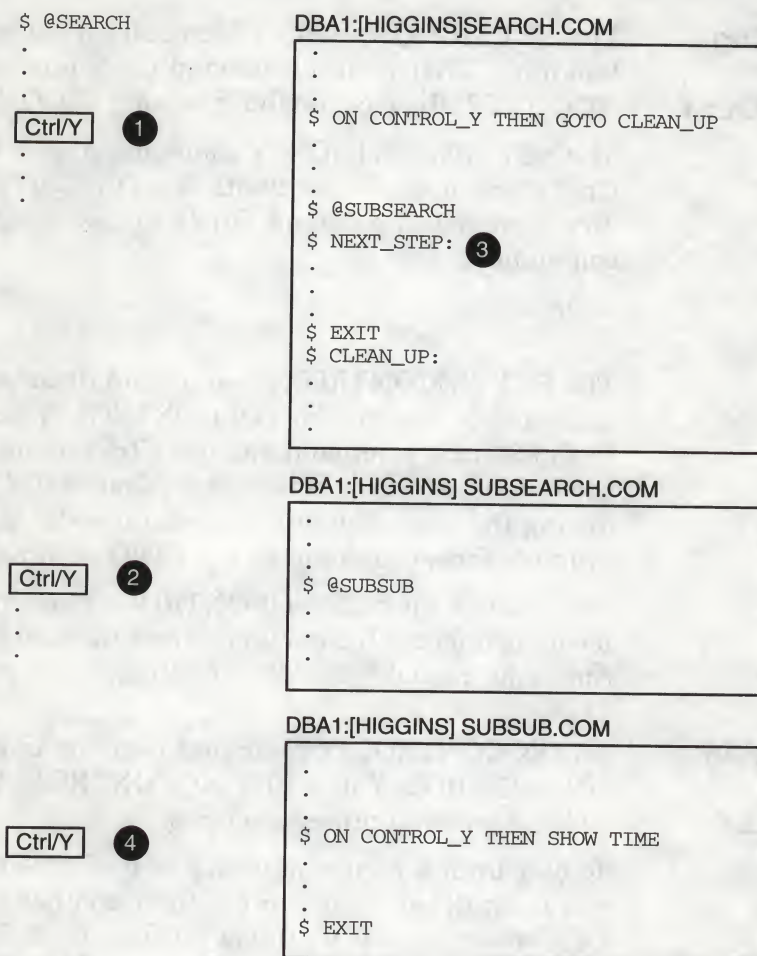 $ @SEARCH
.
.
.
Ctrl/Y 1
.
.
.
DBA1:[HIGGINS]SEARCH.COM
.
.
.
$ ON CONTROL_Y THEN GOTO CLEAN_UP
.
.
.
$ @SUBSEARCH
$ NEXT_STEP: 3
.
.
.
$ EXIT
$ CLEAN_UP:
.
.
.
DBA1:[HIGGINS] SUBSEARCH.COM
.
.
.
Ctrl/Y 2
.
.
.
$ @SUBSUB
.
.
.
DBA1:[HIGGINS] SUBSUB.COM
.
.
.
Ctrl/Y 4
$ ON CONTROL_Y THEN SHOW TIME
.
.
.
$ EXIT